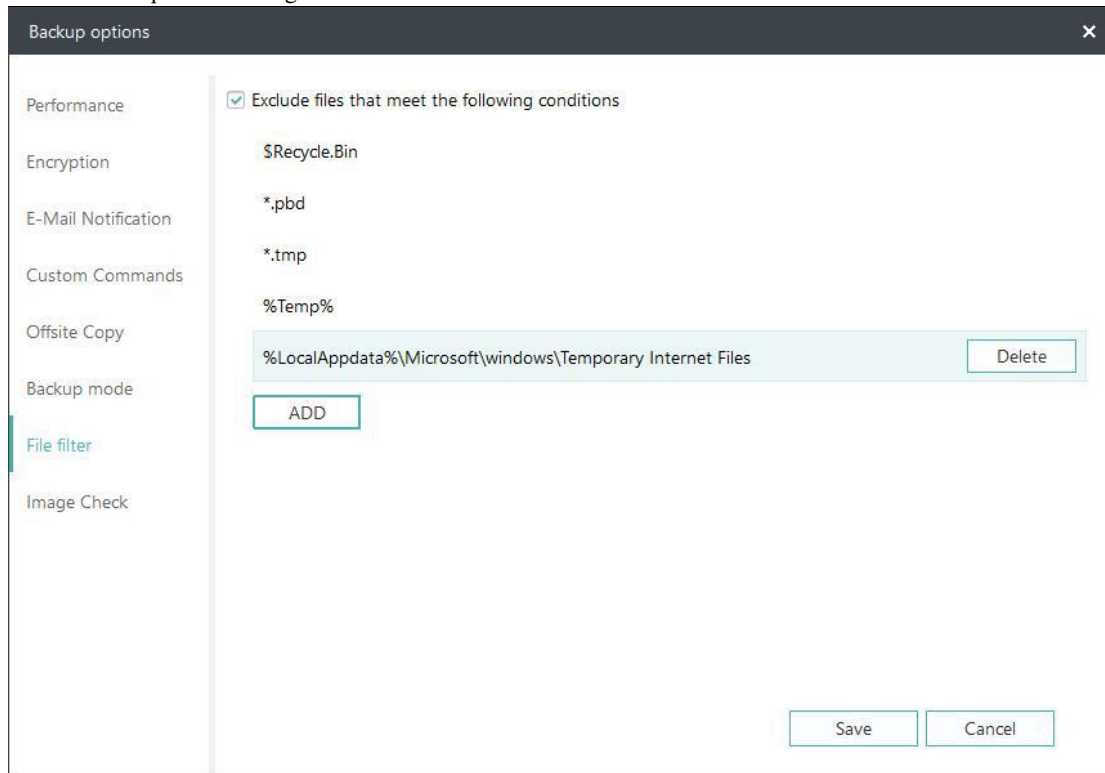 Backup options
Performance
Encryption
E-Mail Notification
Custom Commands
Offsite Copy
Backup mode
File filter
Image Check
Exclude files that meet the following conditions
$Recycle.Bin
*.pbd
*.tmp
%Temp%
%LocalAppdata%\Microsoft\windows\Temporary Internet Files
Delete
ADD
Save
Cancel